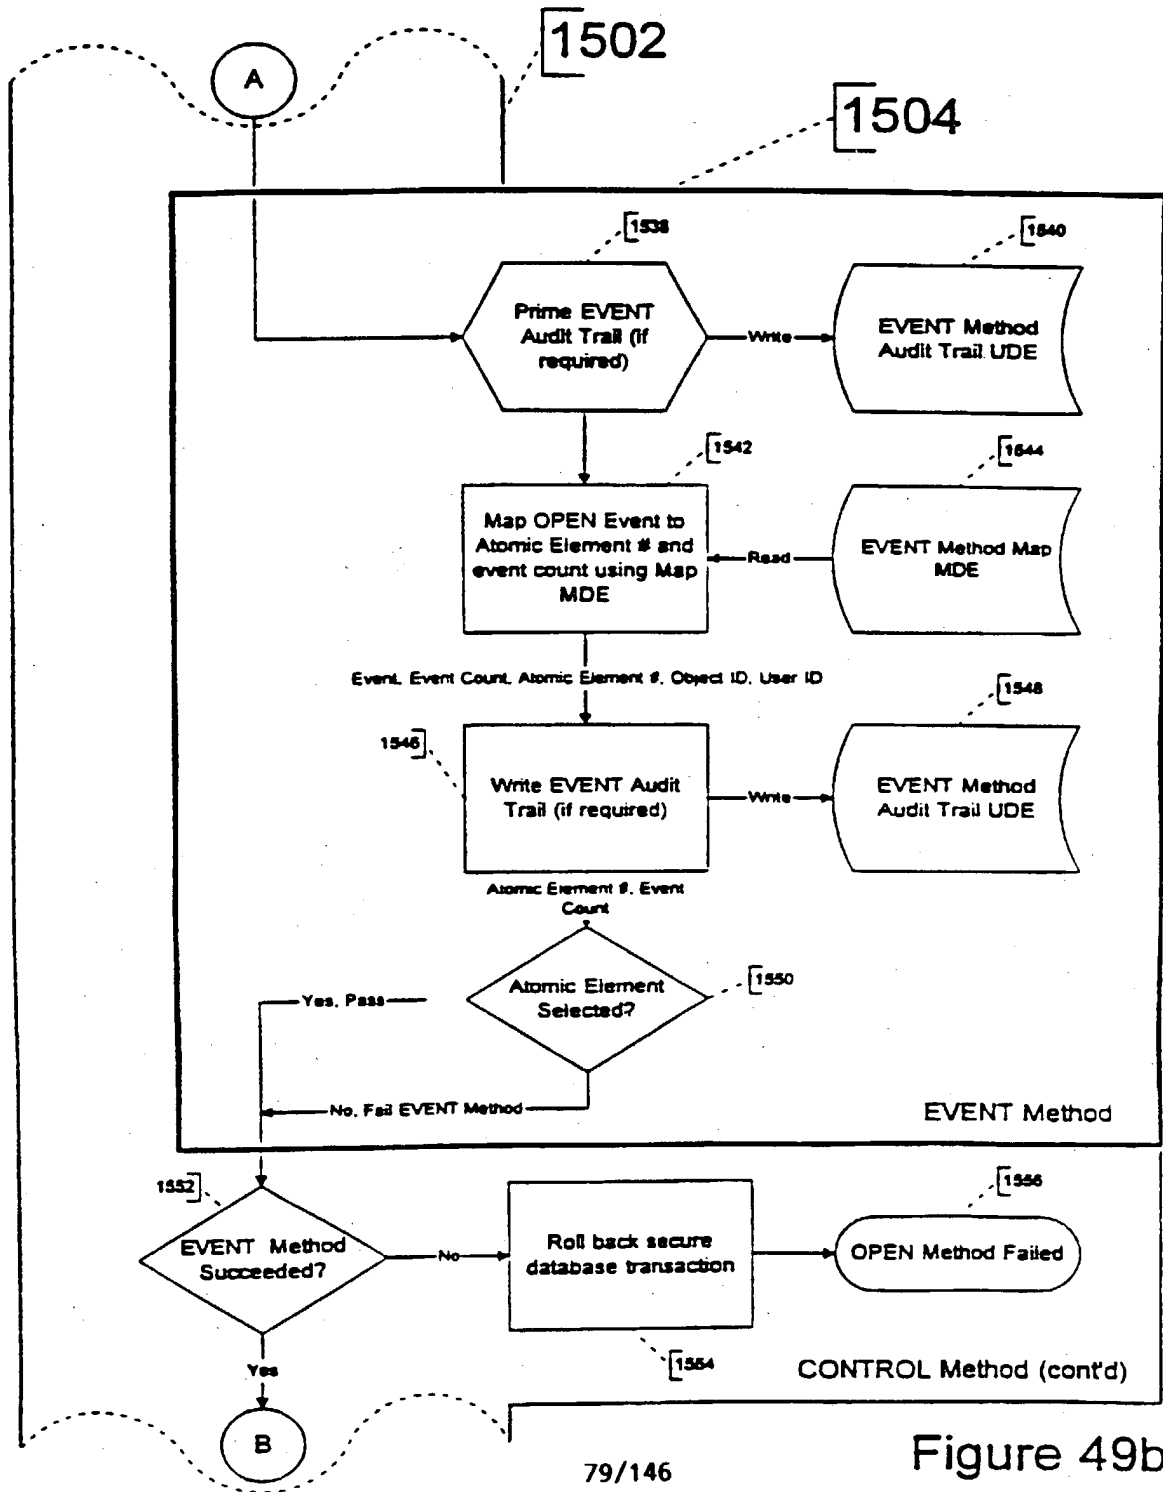 1502
A
1504
1538
1540
Prime EVENT
Audit Trail (if
required)
Write
EVENT Method
Audit Trail UDE
1542
1544
Map OPEN Event to
Atomic Element # and
event count using Map
MDE
Read
EVENT Method Map
MDE
Event, Event Count, Atomic Element #, Object ID, User ID
1548
1546
Write EVENT Audit
Trail (if required)
Write
EVENT Method
Audit Trail UDE
Atomic Element #, Event
Count
1550
Atomic Element
Selected?
Yes, Pass
No, Fail EVENT Method
EVENT Method
1552
1556
EVENT Method
Succeeded?
No
Roll back secure
database transaction
OPEN Method Failed
1554
Yes
CONTROL Method (cont'd)
B
Figure 49b
79/146